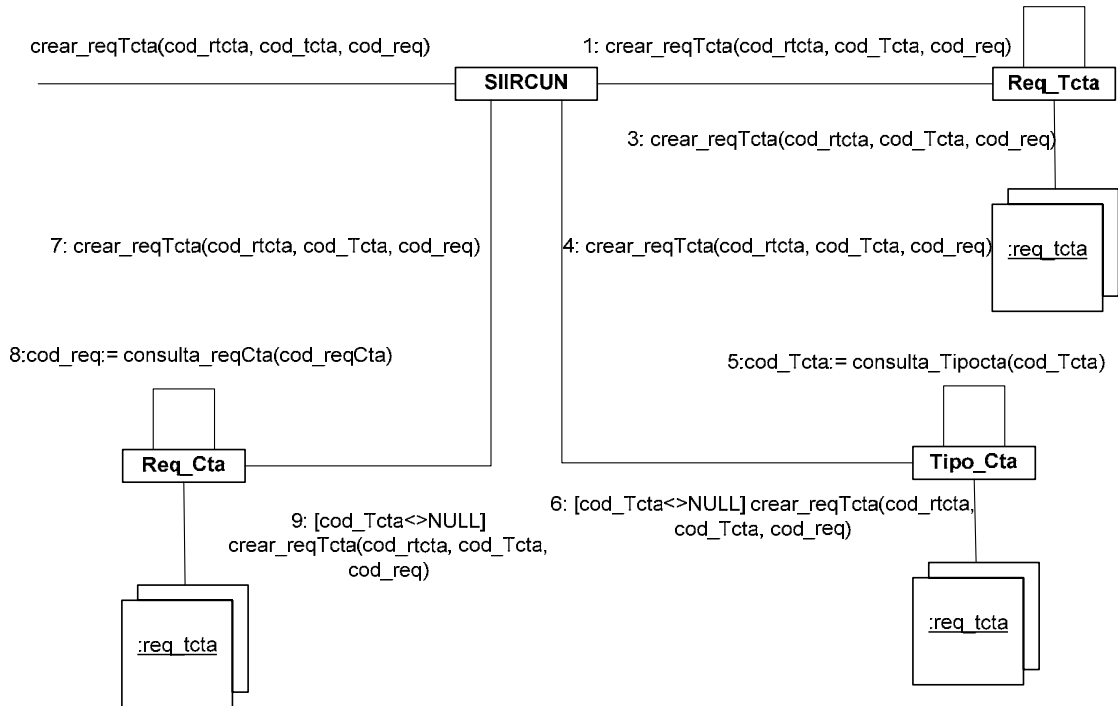 crear_reqTcta(cod_rtcta, cod_tcta, cod_req)
1: crear_reqTcta(cod_rtcta, cod_Tcta, cod_req)
SIIRCUN
Req_Tcta
3: crear_reqTcta(cod_rtcta, cod_Tcta, cod_req)
7: crear_reqTcta(cod_rtcta, cod_Tcta, cod_req)
4: crear_reqTcta(cod_rtcta, cod_Tcta, cod_req)
:req_tcta
8:cod_req:= consulta_reqCta(cod_reqCta)
5:cod_Tcta:= consulta_Tipocta(cod_Tcta)
Req_Cta
Tipo_Cta
9: [cod_Tcta<>NULL]
crear_reqTcta(cod_rtcta, cod_Tcta,
cod_req)
6: [cod_Tcta<>NULL] crear_reqTcta(cod_rtcta,
cod_Tcta, cod_req)
:req_tcta
:req_tcta